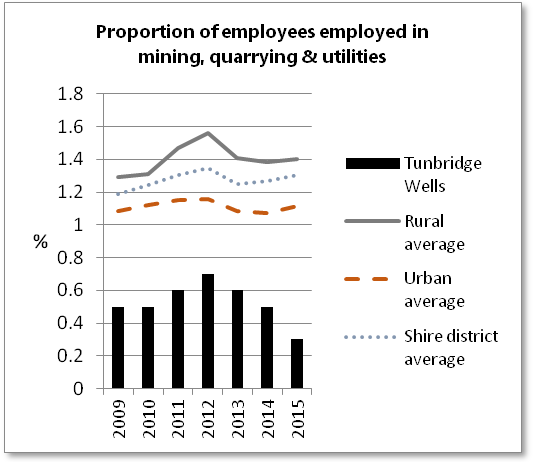 Proportion of employees employed in
mining, quarrying & utilities
1.8
1.6
1.4
1.2
1
0.8
0.6
0.4
0.2
0
%
2009
2010
2011
2012
2013
2014
2015
Tunbridge
Wells
Rural
average
Urban
average
Shire district
average